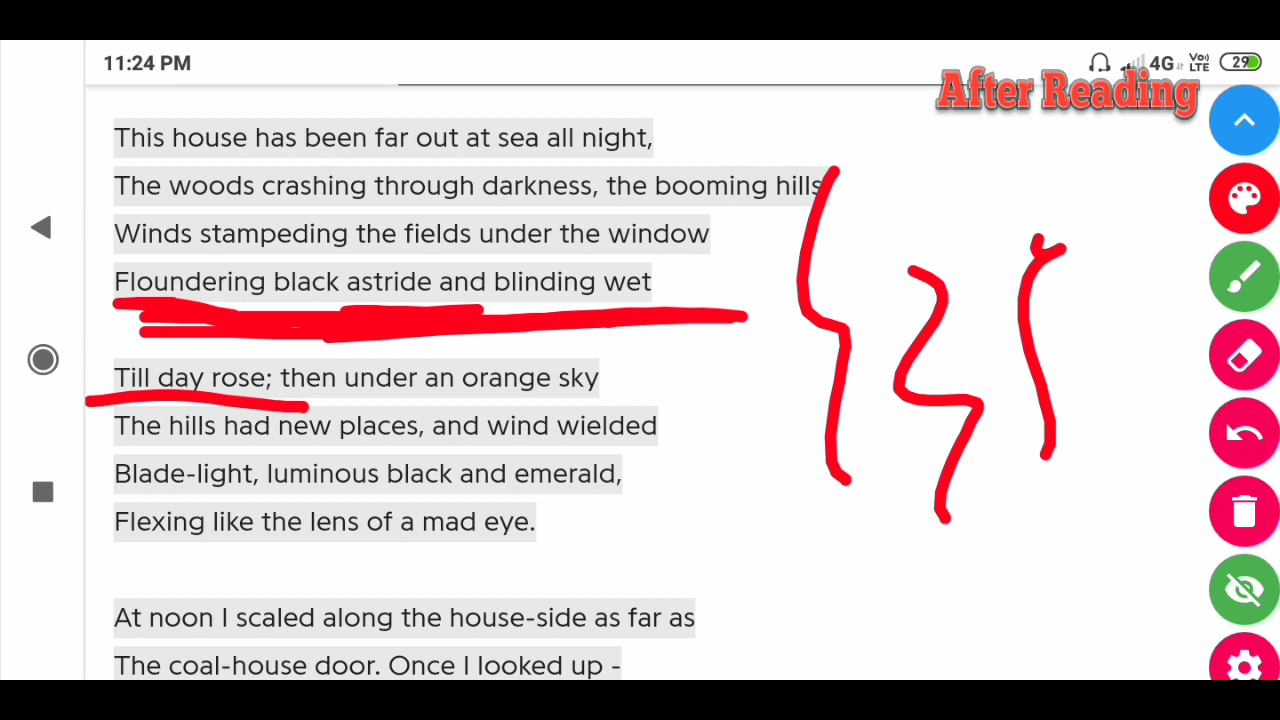 11:24 PM
4G VoLTE 29
After Reading
This house has been far out at sea all night,
The woods crashing through darkness, the booming hills
Winds stampeding the fields under the window
Floundering black astride and blinding wet
Till day rose; then under an orange sky
The hills had new places, and wind wielded
Blade-light, luminous black and emerald,
Flexing like the lens of a mad eye.
At noon I scaled along the house-side as far as
The coal-house door. Once I looked up -